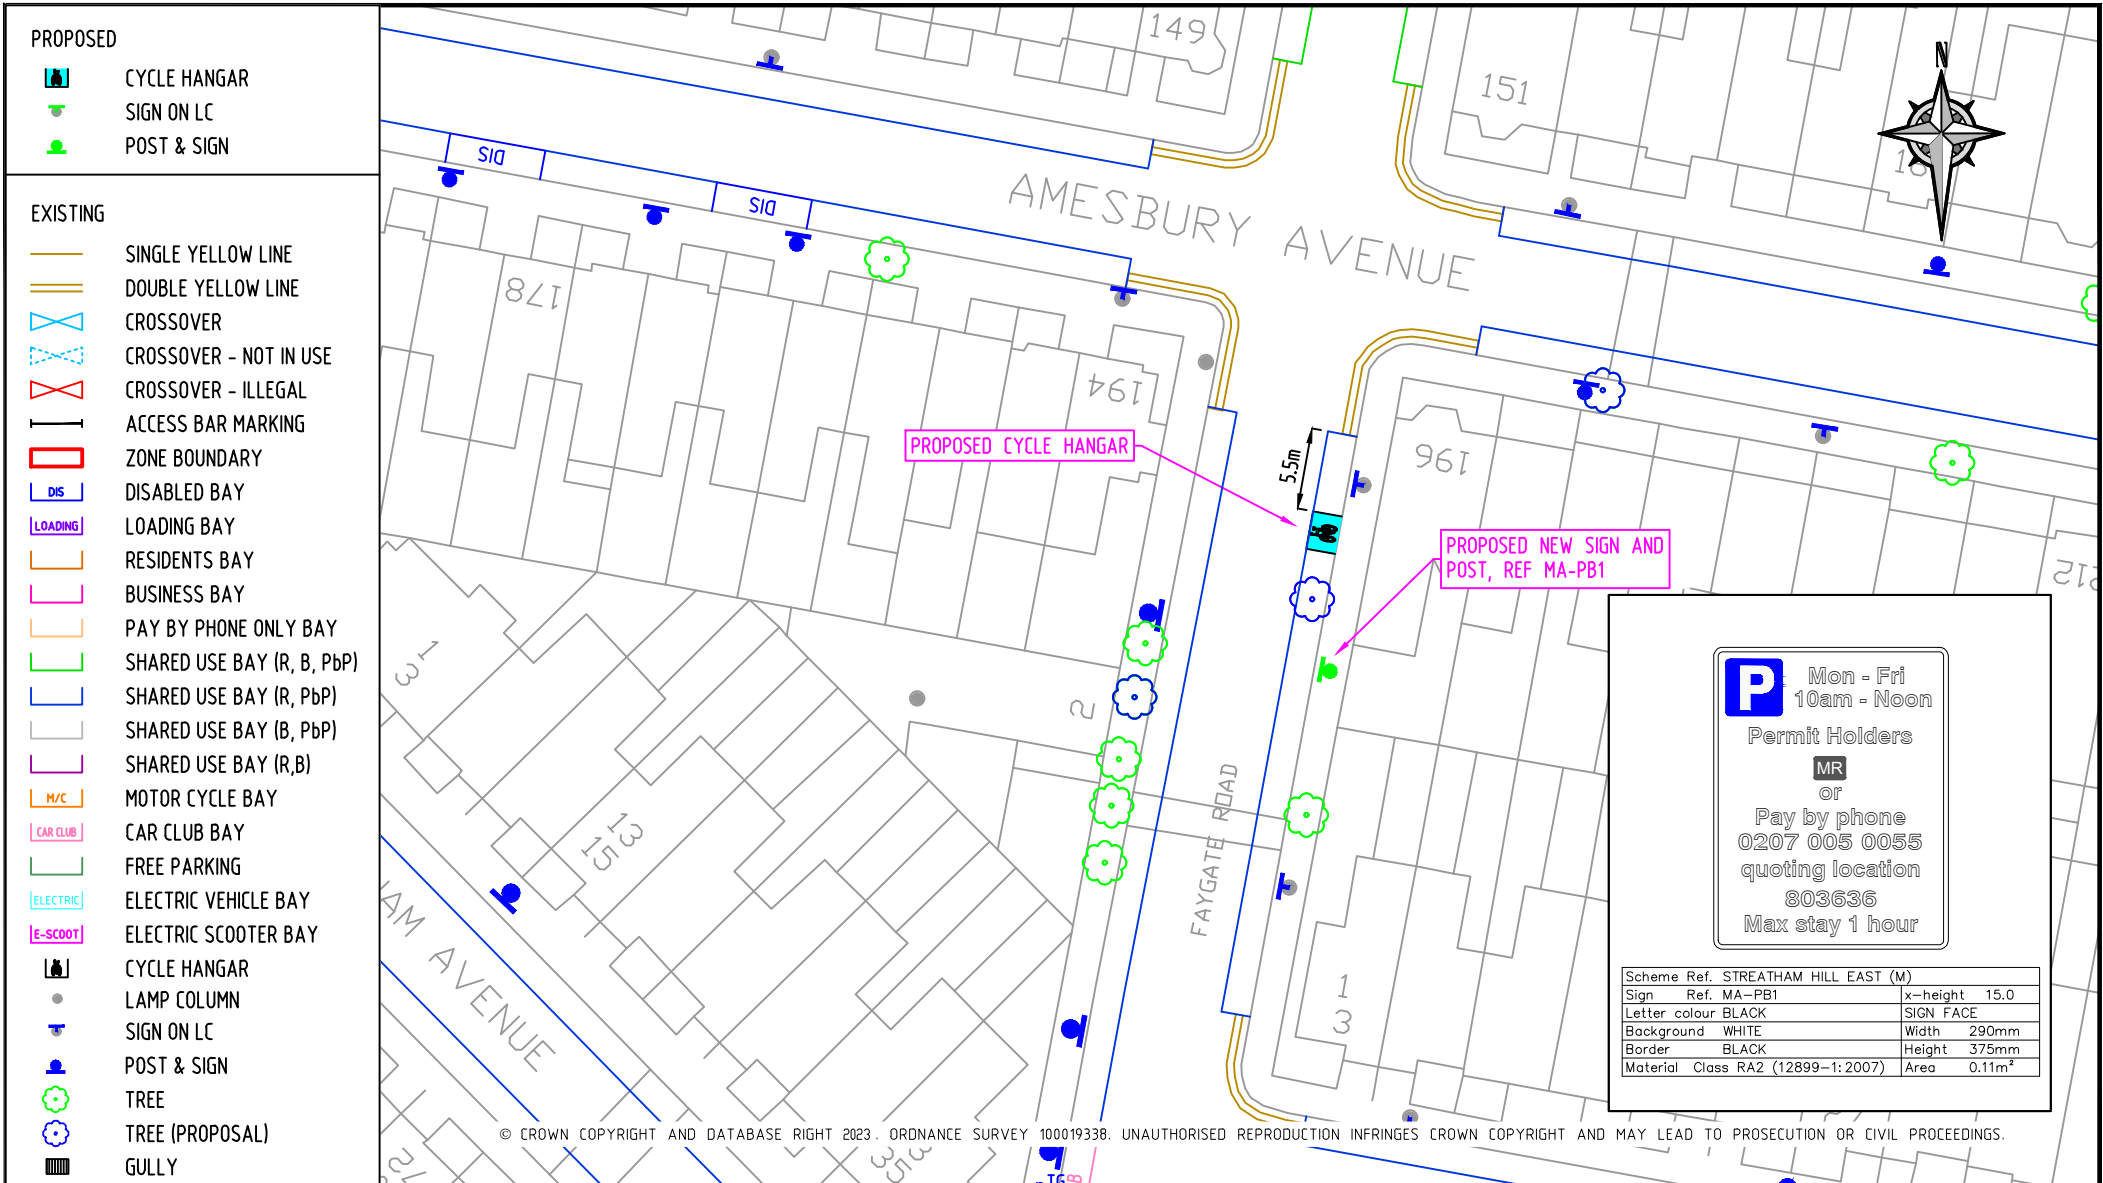 PROPOSED
CYCLE HANGAR
SIGN ON LC
POST & SIGN
EXISTING
SINGLE YELLOW LINE
DOUBLE YELLOW LINE
CROSSOVER
CROSSOVER - NOT IN USE
CROSSOVER - ILLEGAL
ACCESS BAR MARKING
ZONE BOUNDARY
DIS DISABLED BAY
LOADING LOADING BAY
RESIDENTS BAY
BUSINESS BAY
PAY BY PHONE ONLY BAY
SHARED USE BAY (R, B, PbP)
SHARED USE BAY (R, PbP)
SHARED USE BAY (B, PbP)
SHARED USE BAY (R,B)
M/C MOTOR CYCLE BAY
CAR CLUB CAR CLUB BAY
FREE PARKING
ELECTRIC ELECTRIC VEHICLE BAY
E-SCOOT ELECTRIC SCOOTER BAY
CYCLE HANGAR
LAMP COLUMN
SIGN ON LC
POST & SIGN
TREE
TREE (PROPOSAL)
GULLY
149
151
N
DIS
DIS
AMESBURY AVENUE
178
194
196
PROPOSED CYCLE HANGAR
5.5m
PROPOSED NEW SIGN AND
POST, REF MA-PB1
212
1
3
2
13
15
FAYGATE ROAD
AM AVENUE
1
3
35
P Mon - Fri
10am - Noon
Permit Holders
MR
or
Pay by phone
0207 005 0055
quoting location
803636
Max stay 1 hour
Scheme Ref. STREATHAM HILL EAST (M)
Sign Ref. MA-PB1 x-height 15.0
Letter colour BLACK SIGN FACE
Background WHITE Width 290mm
Border BLACK Height 375mm
Material Class RA2 (12899-1:2007) Area 0.11m²
© CROWN COPYRIGHT AND DATABASE RIGHT 2023. ORDNANCE SURVEY 100019338. UNAUTHORISED REPRODUCTION INFRINGES CROWN COPYRIGHT AND MAY LEAD TO PROSECUTION OR CIVIL PROCEEDINGS.